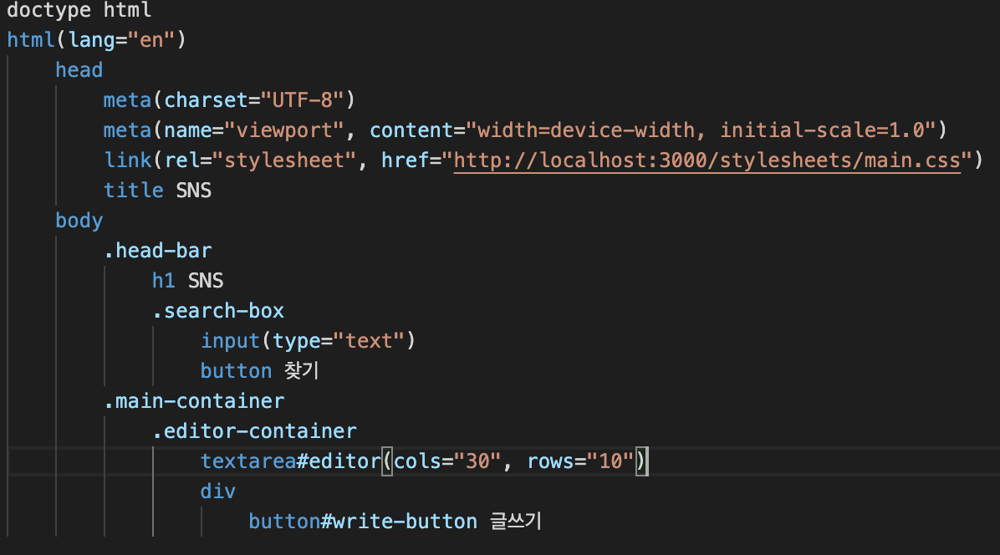 doctype html
html(lang="en")
head
meta(charset="UTF-8")
meta(name="viewport", content="width=device-width, initial-scale=1.0")
link(rel="stylesheet", href="http://localhost:3000/stylesheets/main.css")
title SNS
body
.head-bar
h1 SNS
.search-box
input(type="text")
button 찾기
.main-container
.editor-container
textarea#editor(cols="30", rows="10")
div
button#write-button 글쓰기